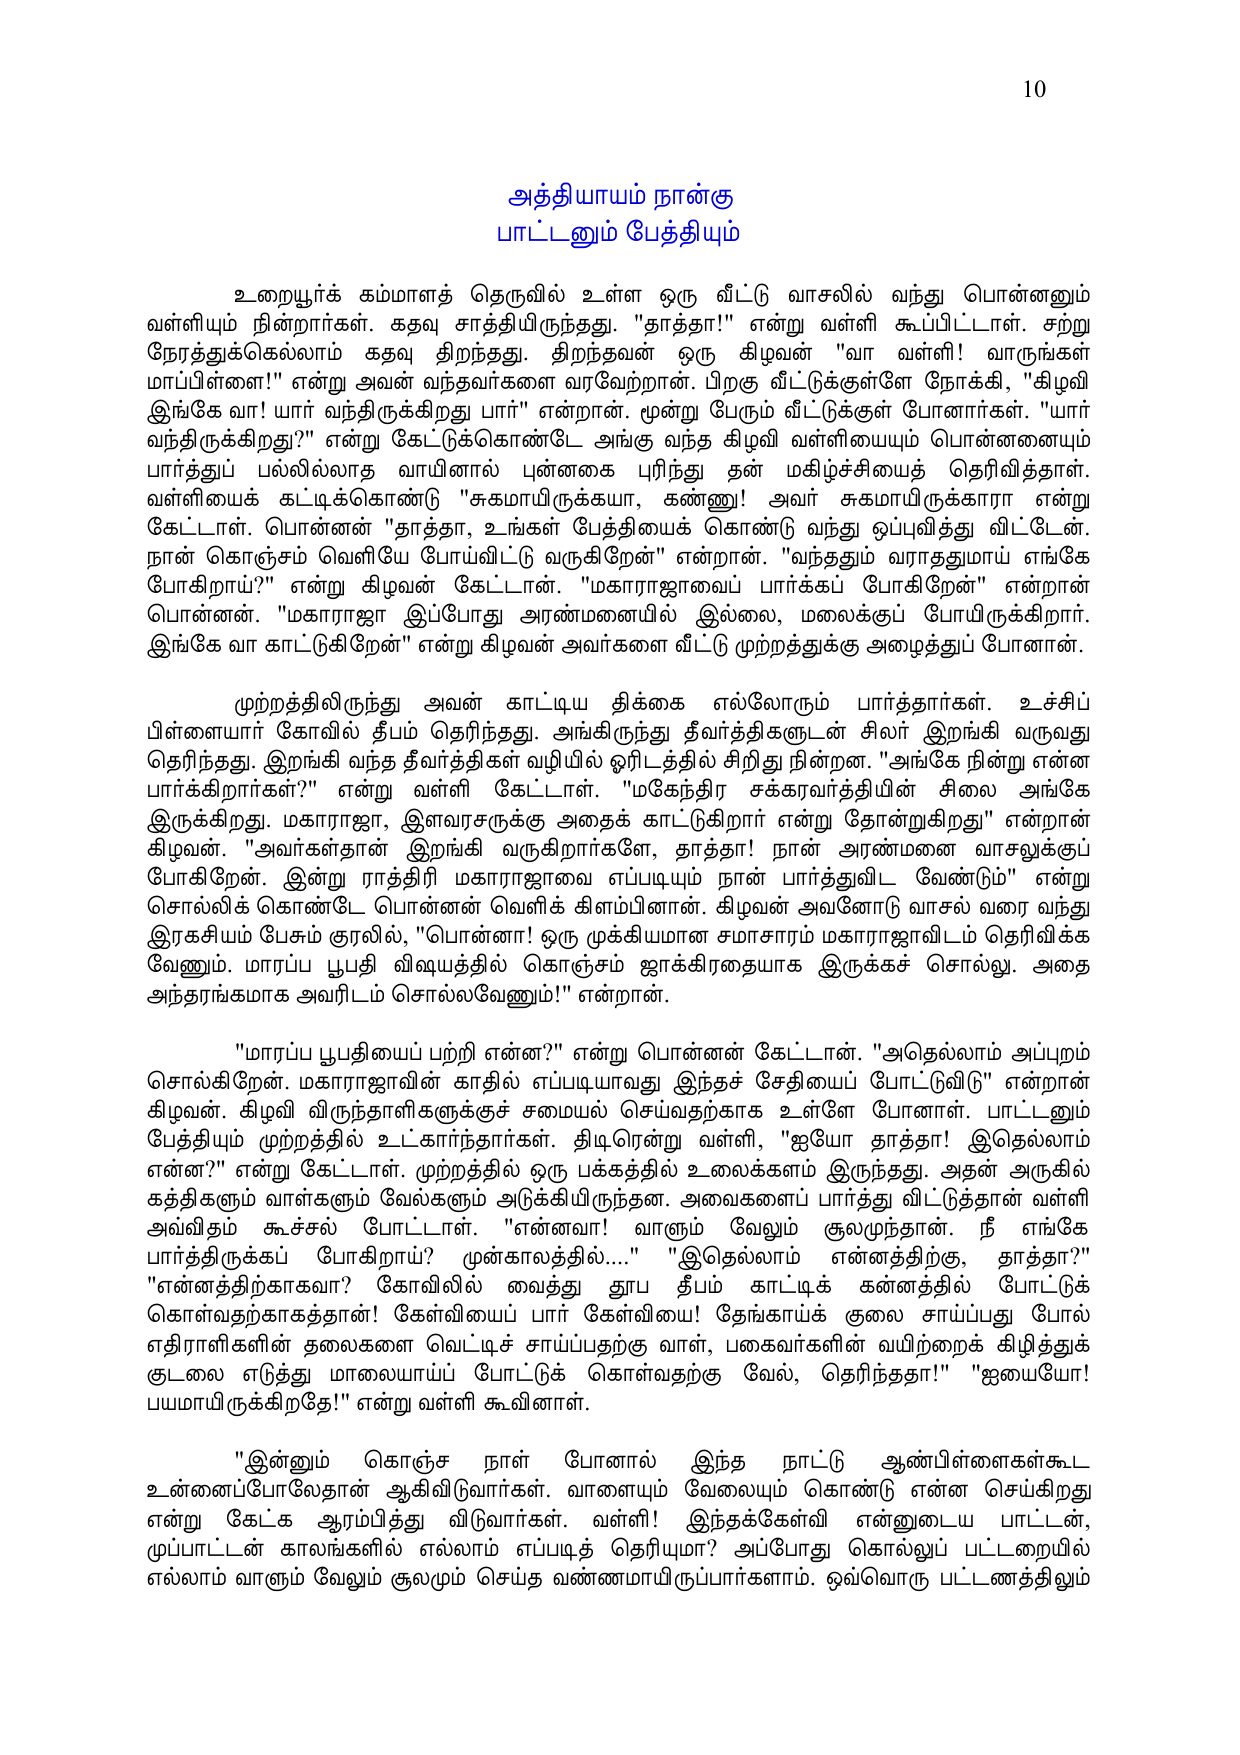 10
அத்தியாயம் நான்கு
பாட்டனும் பேத்தியும்
உறையூர்க் கம்மாளத் தெருவில் உள்ள ஒரு வீட்டு வாசலில் வந்து பொன்னனும்
வள்ளியும் நின்றார்கள். கதவு சாத்தியிருந்தது. "தாத்தா!" என்று வள்ளி கூப்பிட்டாள். சற்று
நேரத்துக்கெல்லாம் கதவு திறந்தது. திறந்தவன் ஒரு கிழவன் "வா வள்ளி! வாருங்கள்
மாப்பிள்ளை!" என்று அவன் வந்தவர்களை வரவேற்றான். பிறகு வீட்டுக்குள்ளே நோக்கி, "கிழவி
இங்கே வா! யார் வந்திருக்கிறது பார்" என்றான். மூன்று பேரும் வீட்டுக்குள் போனார்கள். "யார்
வந்திருக்கிறது?" என்று கேட்டுக்கொண்டே அங்கு வந்த கிழவி வள்ளியையும் பொன்னனையும்
பார்த்துப் பல்லில்லாத வாயினால் புன்னகை புரிந்து தன் மகிழ்ச்சியைத் தெரிவித்தாள்.
வள்ளியைக் கட்டிக்கொண்டு "சுகமாயிருக்கயா, கண்ணு! அவர் சுகமாயிருக்காரா என்று
கேட்டாள். பொன்னன் "தாத்தா, உங்கள் பேத்தியைக் கொண்டு வந்து ஒப்புவித்து விட்டேன்.
நான் கொஞ்சம் வெளியே போய்விட்டு வருகிறேன்" என்றான். "வந்ததும் வராததுமாய் எங்கே
போகிறாய்?" என்று கிழவன் கேட்டான். "மகாராஜாவைப் பார்க்கப் போகிறேன்" என்றான்
பொன்னன். "மகாராஜா இப்போது அரண்மனையில் இல்லை, மலைக்குப் போயிருக்கிறார்.
இங்கே வா காட்டுகிறேன்" என்று கிழவன் அவர்களை வீட்டு முற்றத்துக்கு அழைத்துப் போனான்.
முற்றத்திலிருந்து அவன் காட்டிய திக்கை எல்லோரும் பார்த்தார்கள். உச்சிப்
பிள்ளையார் கோவில் தீபம் தெரிந்தது. அங்கிருந்து தீவர்த்திகளுடன் சிலர் இறங்கி வருவது
தெரிந்தது. இறங்கி வந்த தீவர்த்திகள் வழியில் ஓரிடத்தில் சிறிது நின்றன. "அங்கே நின்று என்ன
பார்க்கிறார்கள்?" என்று வள்ளி கேட்டாள். "மகேந்திர சக்கரவர்த்தியின் சிலை அங்கே
இருக்கிறது. மகாராஜா, இளவரசருக்கு அதைக் காட்டுகிறார் என்று தோன்றுகிறது" என்றான்
கிழவன். "அவர்கள்தான் இறங்கி வருகிறார்களே, தாத்தா! நான் அரண்மனை வாசலுக்குப்
போகிறேன். இன்று ராத்திரி மகாராஜாவை எப்படியும் நான் பார்த்துவிட வேண்டும்" என்று
சொல்லிக் கொண்டே பொன்னன் வெளிக் கிளம்பினான். கிழவன் அவனோடு வாசல் வரை வந்து
இரகசியம் பேசும் குரலில், "பொன்னா! ஒரு முக்கியமான சமாசாரம் மகாராஜாவிடம் தெரிவிக்க
வேணும். மாரப்ப பூபதி விஷயத்தில் கொஞ்சம் ஜாக்கிரதையாக இருக்கச் சொல்லு. அதை
அந்தரங்கமாக அவரிடம் சொல்லவேணும்!" என்றான்.
"மாரப்ப பூபதியைப் பற்றி என்ன?" என்று பொன்னன் கேட்டான். "அதெல்லாம் அப்புறம்
சொல்கிறேன். மகாராஜாவின் காதில் எப்படியாவது இந்தச் சேதியைப் போட்டுவிடு" என்றான்
கிழவன். கிழவி விருந்தாளிகளுக்குச் சமையல் செய்வதற்காக உள்ளே போனாள். பாட்டனும்
பேத்தியும் முற்றத்தில் உட்கார்ந்தார்கள். திடிரென்று வள்ளி, "ஐயோ தாத்தா! இதெல்லாம்
என்ன?" என்று கேட்டாள். முற்றத்தில் ஒரு பக்கத்தில் உலைக்களம் இருந்தது. அதன் அருகில்
கத்திகளும் வாள்களும் வேல்களும் அடுக்கியிருந்தன. அவைகளைப் பார்த்து விட்டுத்தான் வள்ளி
அவ்விதம் கூச்சல் போட்டாள். "என்னவா! வாளும் வேலும் சூலமுந்தான். நீ எங்கே
பார்த்திருக்கப் போகிறாய்? முன்காலத்தில்...." "இதெல்லாம் என்னத்திற்கு, தாத்தா?"
"என்னத்திற்காகவா? கோவிலில் வைத்து தூப தீபம் காட்டிக் கன்னத்தில் போட்டுக்
கொள்வதற்காகத்தான்! கேள்வியைப் பார் கேள்வியை! தேங்காய்க் குலை சாய்ப்பது போல்
எதிராளிகளின் தலைகளை வெட்டிச் சாய்ப்பதற்கு வாள், பகைவர்களின் வயிற்றைக் கிழித்துக்
குடலை எடுத்து மாலையாய்ப் போட்டுக் கொள்வதற்கு வேல், தெரிந்ததா!" "ஐயையோ!
பயமாயிருக்கிறதே!" என்று வள்ளி கூவினாள்.
"இன்னும் கொஞ்ச நாள் போனால் இந்த நாட்டு ஆண்பிள்ளைகள்கூட
உன்னைப்போலேதான் ஆகிவிடுவார்கள். வாளையும் வேலையும் கொண்டு என்ன செய்கிறது
என்று கேட்க ஆரம்பித்து விடுவார்கள். வள்ளி! இந்தக்கேள்வி என்னுடைய பாட்டன்,
முப்பாட்டன் காலங்களில் எல்லாம் எப்படித் தெரியுமா? அப்போது கொல்லுப் பட்டறையில்
எல்லாம் வாளும் வேலும் சூலமும் செய்த வண்ணமாயிருப்பார்களாம். ஒவ்வொரு பட்டணத்திலும்